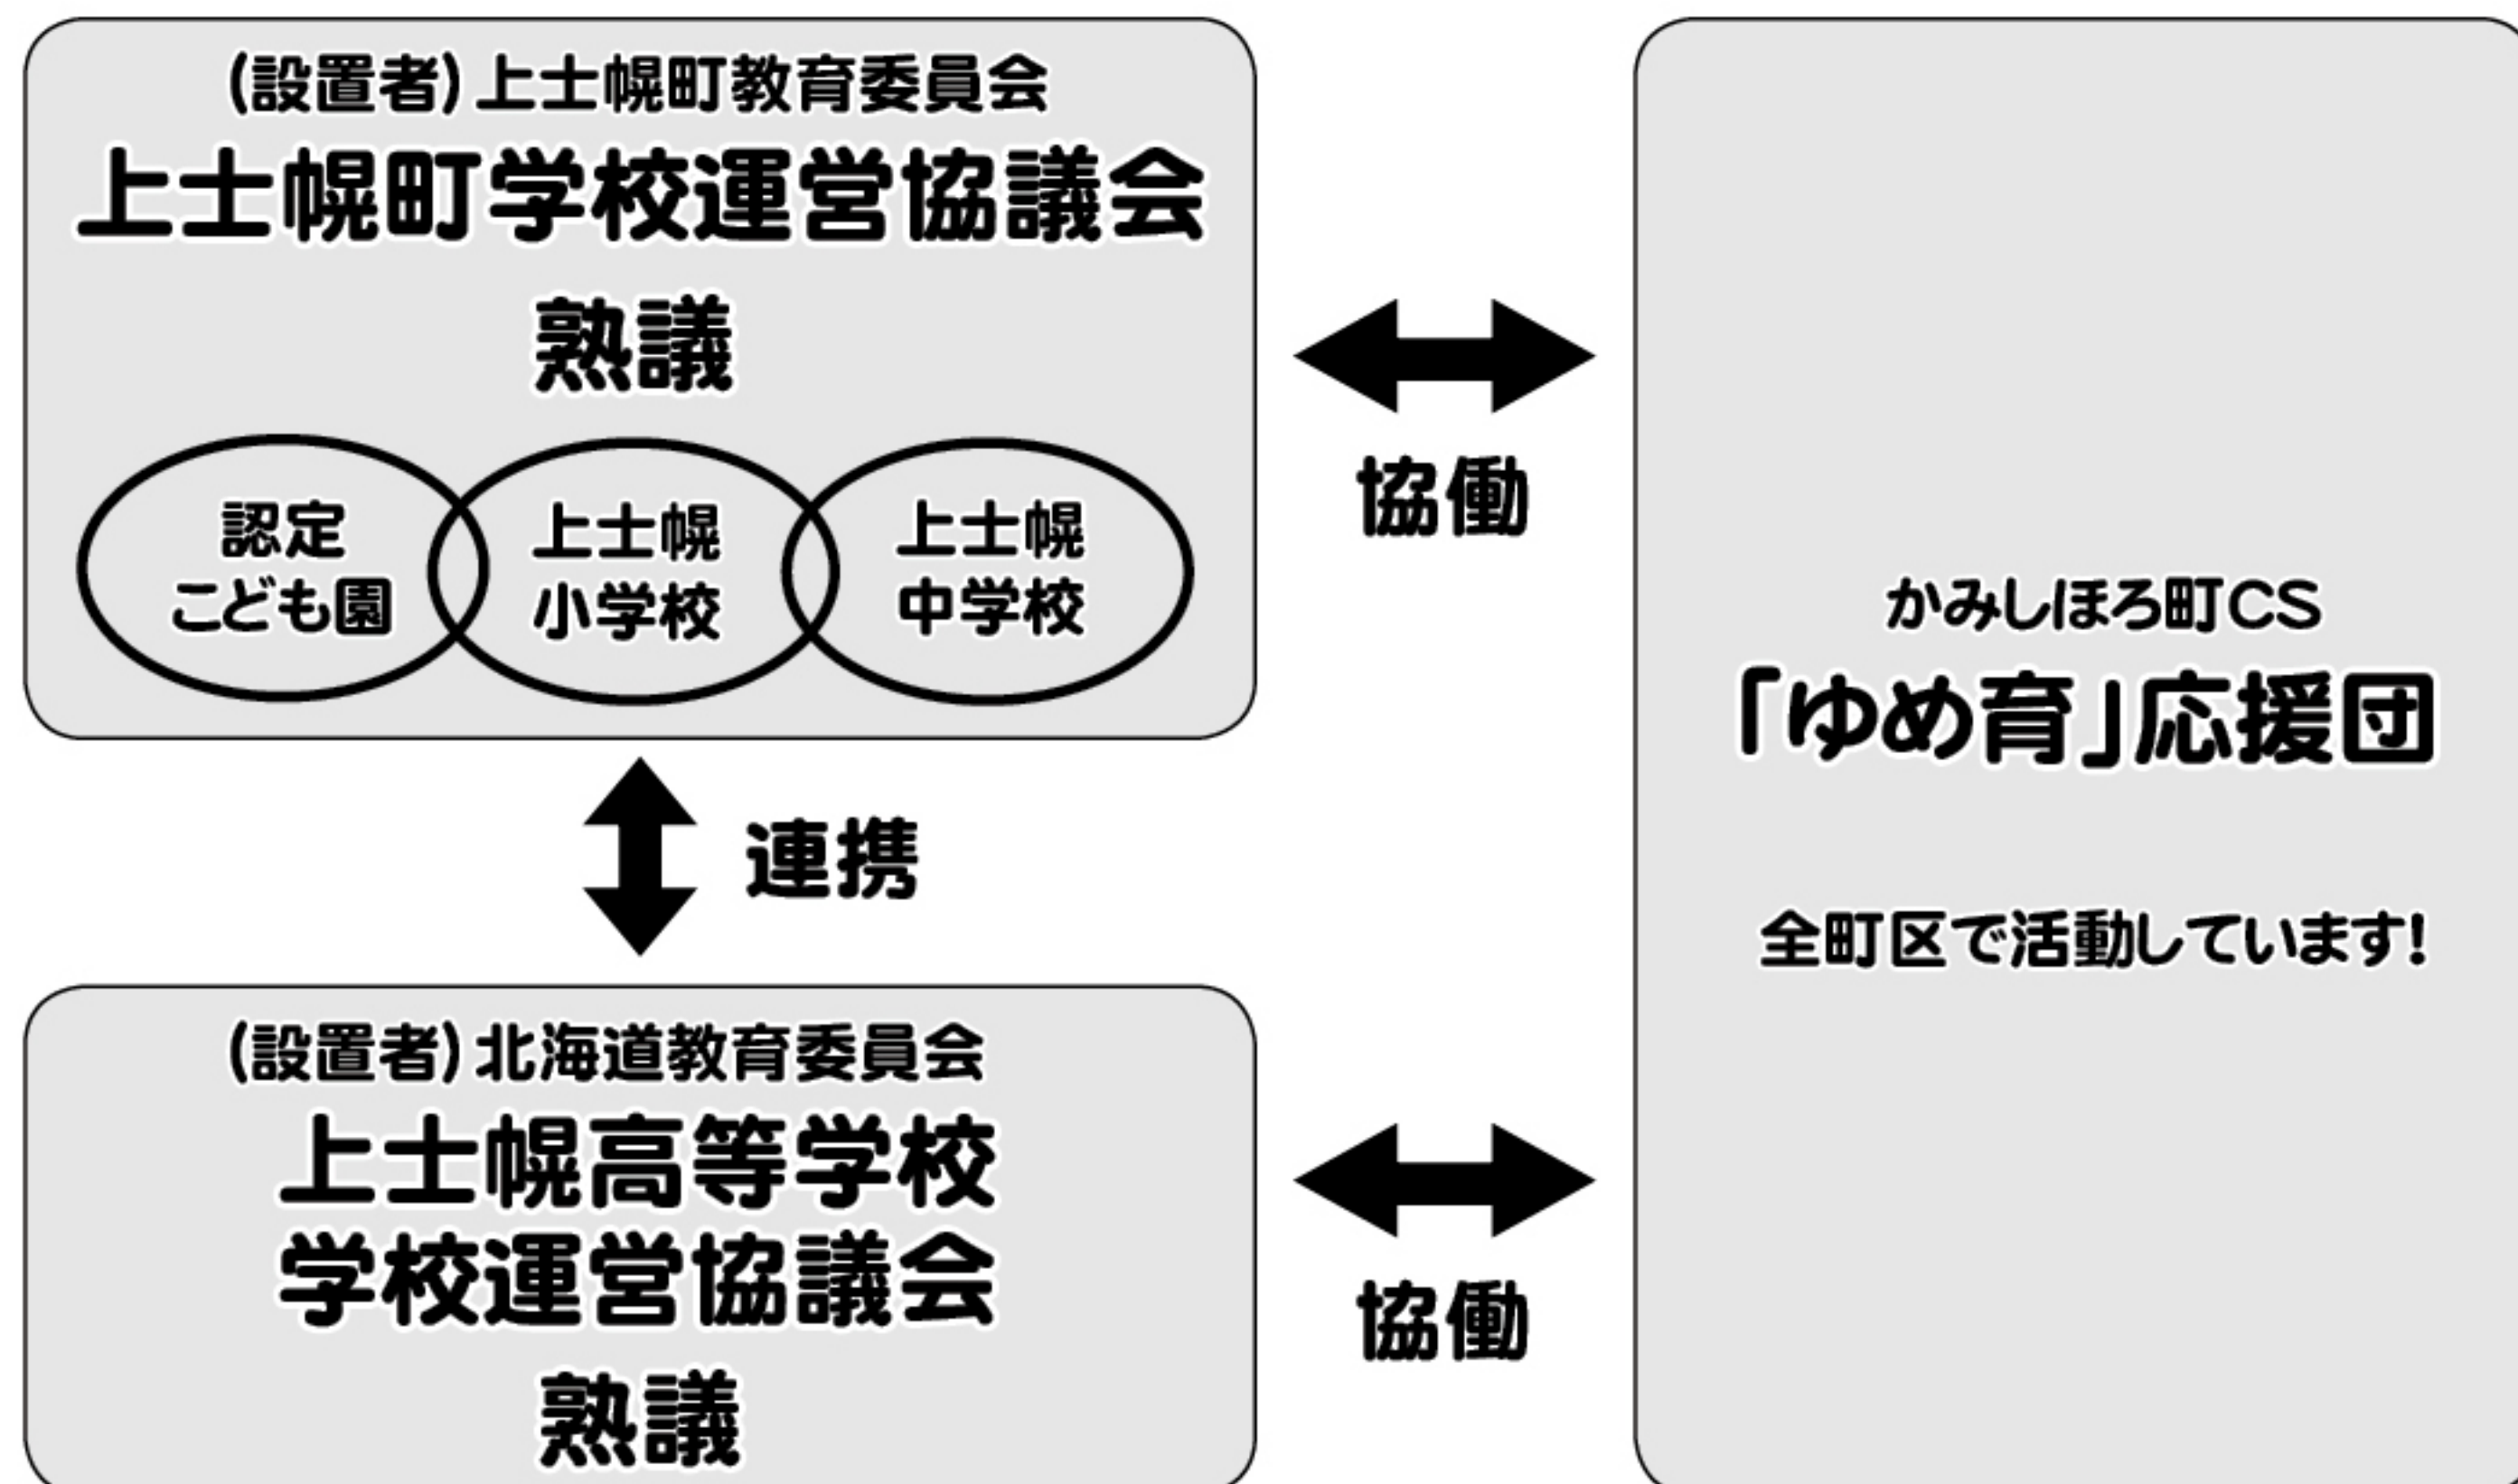 (設置者)上士幌町教育委員会
上士幌町学校運営協議会
熟議
認定
こども園
上士幌
小学校
上士幌
中学校
協働
連携
(設置者)北海道教育委員会
上士幌高等学校
学校運営協議会
熟議
協働
かみしほろ町CS
「ゆめ育」応援団
全町区で活動しています!